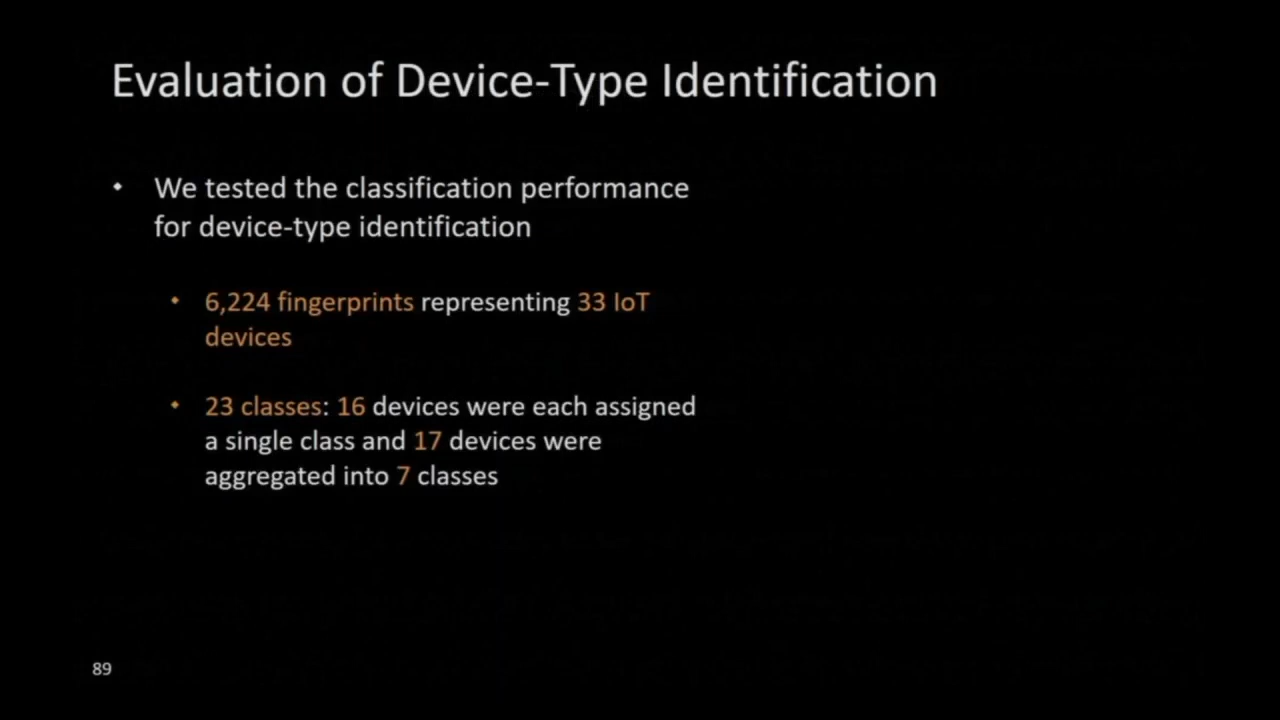 Evaluation of Device-Type Identification
• We tested the classification performance
for device-type identification
• 6,224 fingerprints representing 33 IoT
devices
• 23 classes: 16 devices were each assigned
a single class and 17 devices were
aggregated into 7 classes
89